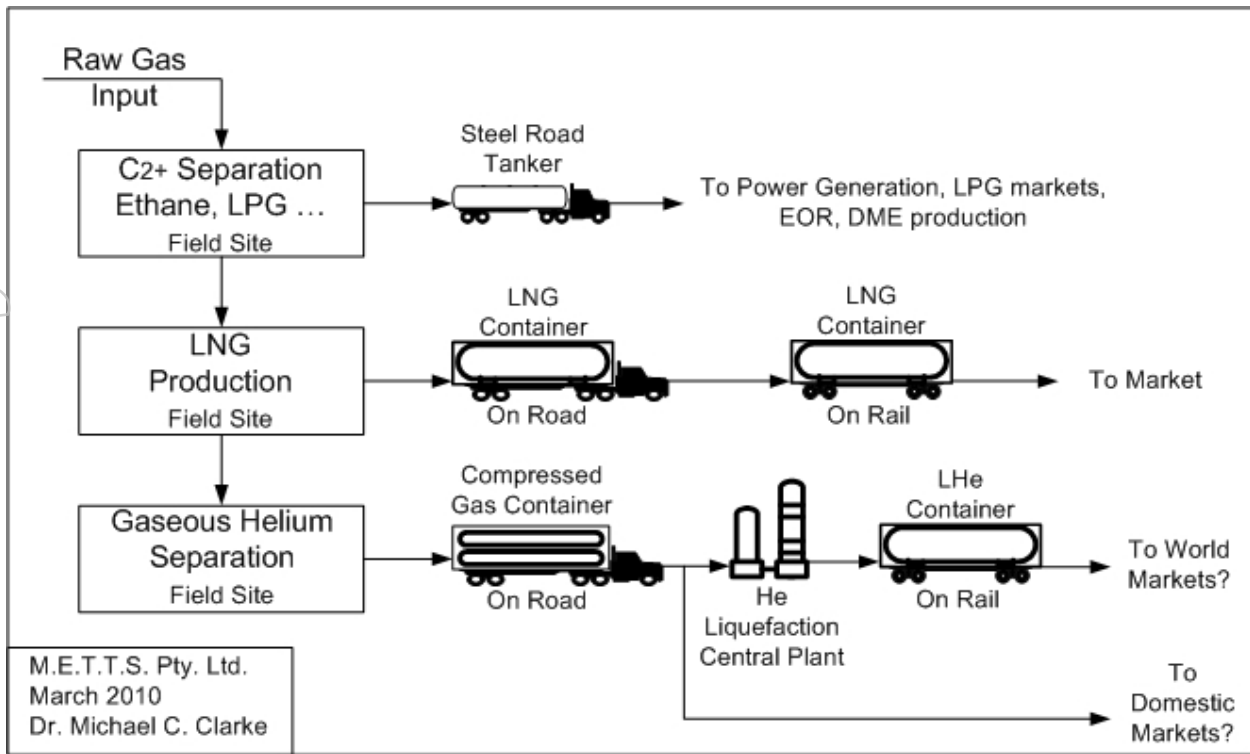 Raw Gas
Input
C2+ Separation
Ethane, LPG ...
Field Site
Steel Road
Tanker
To Power Generation, LPG markets,
EOR, DME production
LNG
Production
Field Site
LNG
Container
On Road
LNG
Container
On Rail
To Market
Gaseous Helium
Separation
Field Site
Compressed
Gas Container
On Road
He
Liquefaction
Central Plant
LHe
Container
On Rail
To World
Markets?
To
Domestic
Markets?
M.E.T.T.S. Pty. Ltd.
March 2010
Dr. Michael C. Clarke